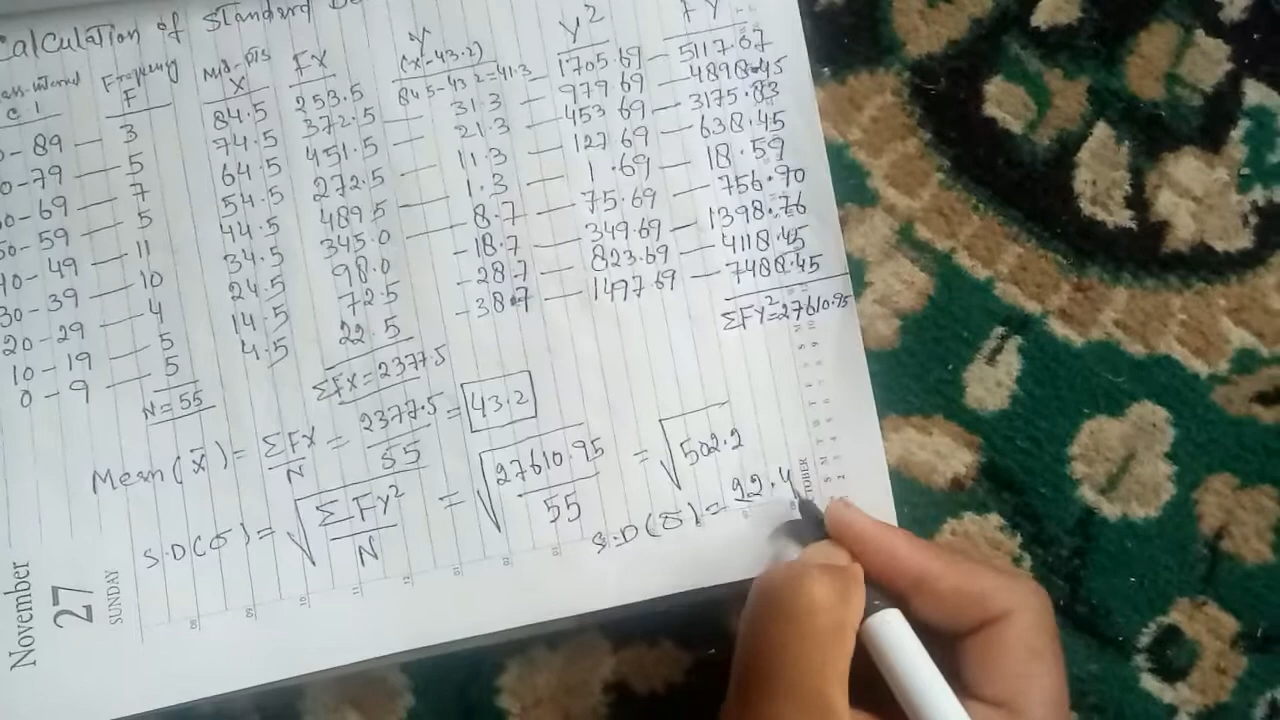 Calculation of Standard De
ass-interval Frequency Mid-pts FX Y Y² FY²
C I F X (X-43.2)
0-89 — 3 84.5 253.5 84.5-43.2=41.3 — 1705.69 — 5117.67
0-79 — 5 74.5 372.5 — 31.3 — 979.69 — 4898.45
60-69 — 7 64.5 451.5 — 21.3 — 453.69 — 3175.83
50-59 — 5 54.5 272.5 — 11.3 — 127.69 — 638.45
40-49 — 11 44.5 489.5 — 1.3 — 1.69 — 18.59
30-39 — 10 34.5 345.0 — -8.7 — 75.69 — 756.90
20-29 — 4 24.5 98.0 -18.7 — 349.69 — 1398.76
10-19 — 5 14.5 72.5 -28.7 — 823.69 — 4118.45
0-9 — 5 4.5 22.5 -38.7 — 1497.69 — 7488.45
N=55 ΣFX=2377.5 ΣFY²=27610.95
Mean(x̄)= ΣFX/N = 2377.5/55 = 43.2
S.D(σ)= √ΣFY²/N = √27610.95/55 = √502.2
S.D(σ)= 22.4
November
27
SUNDAY